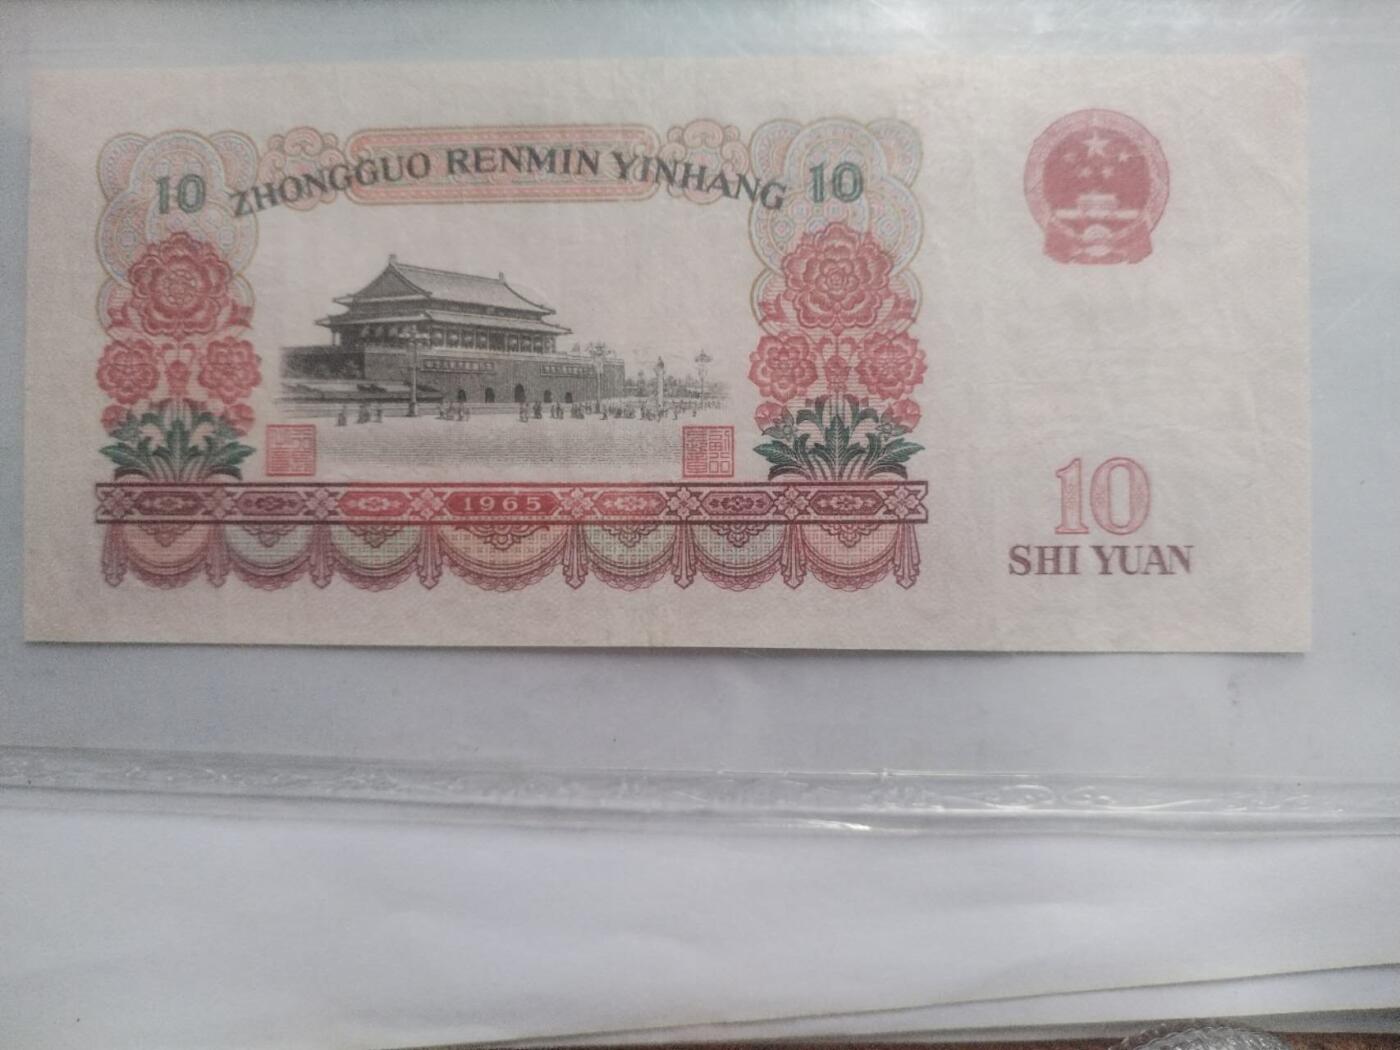 10 ZHONGGUO RENMIN YINHANG 10
1965
10
SHI YUAN